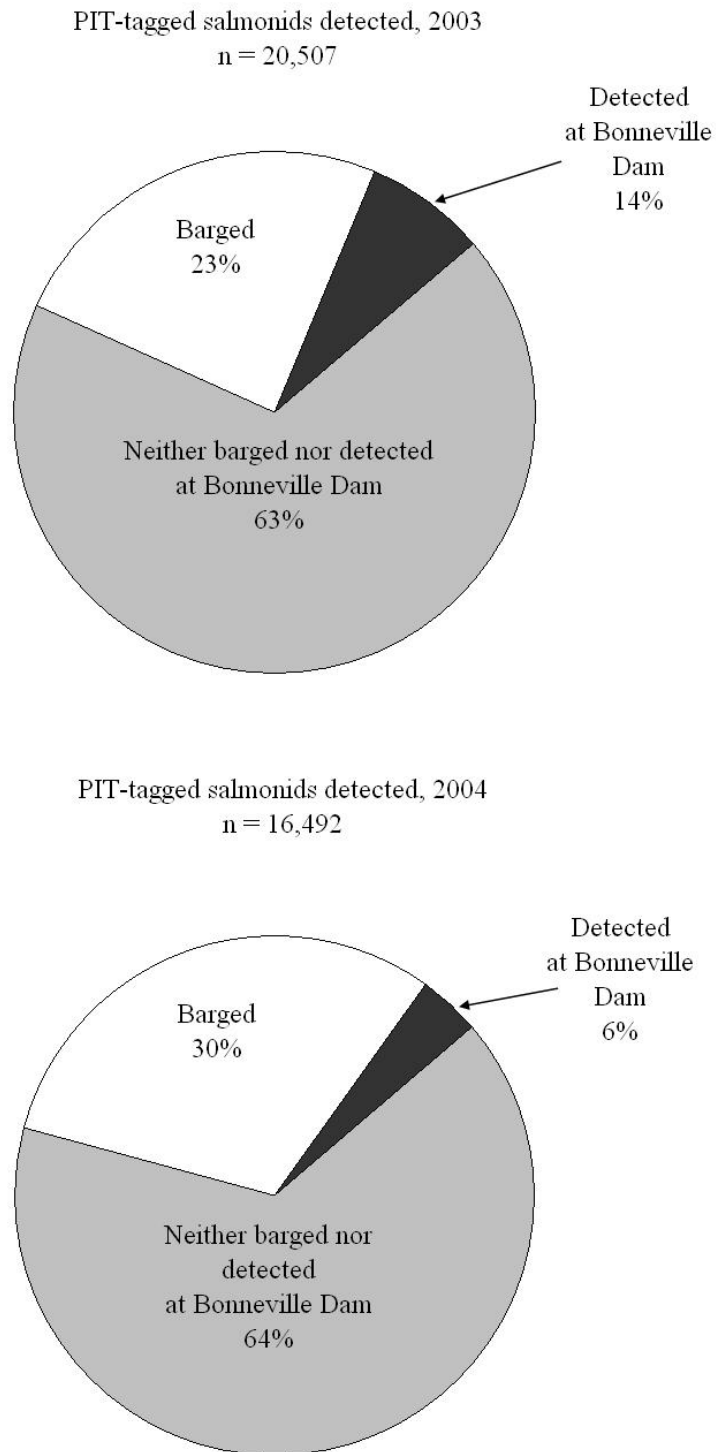 PIT-tagged salmonids detected, 2003
n = 20,507
Detected
at Bonneville
Dam
14%
Barged
23%
Neither barged nor detected
at Bonneville Dam
63%
PIT-tagged salmonids detected, 2004
n = 16,492
Detected
at Bonneville
Dam
6%
Barged
30%
Neither barged nor
detected
at Bonneville Dam
64%